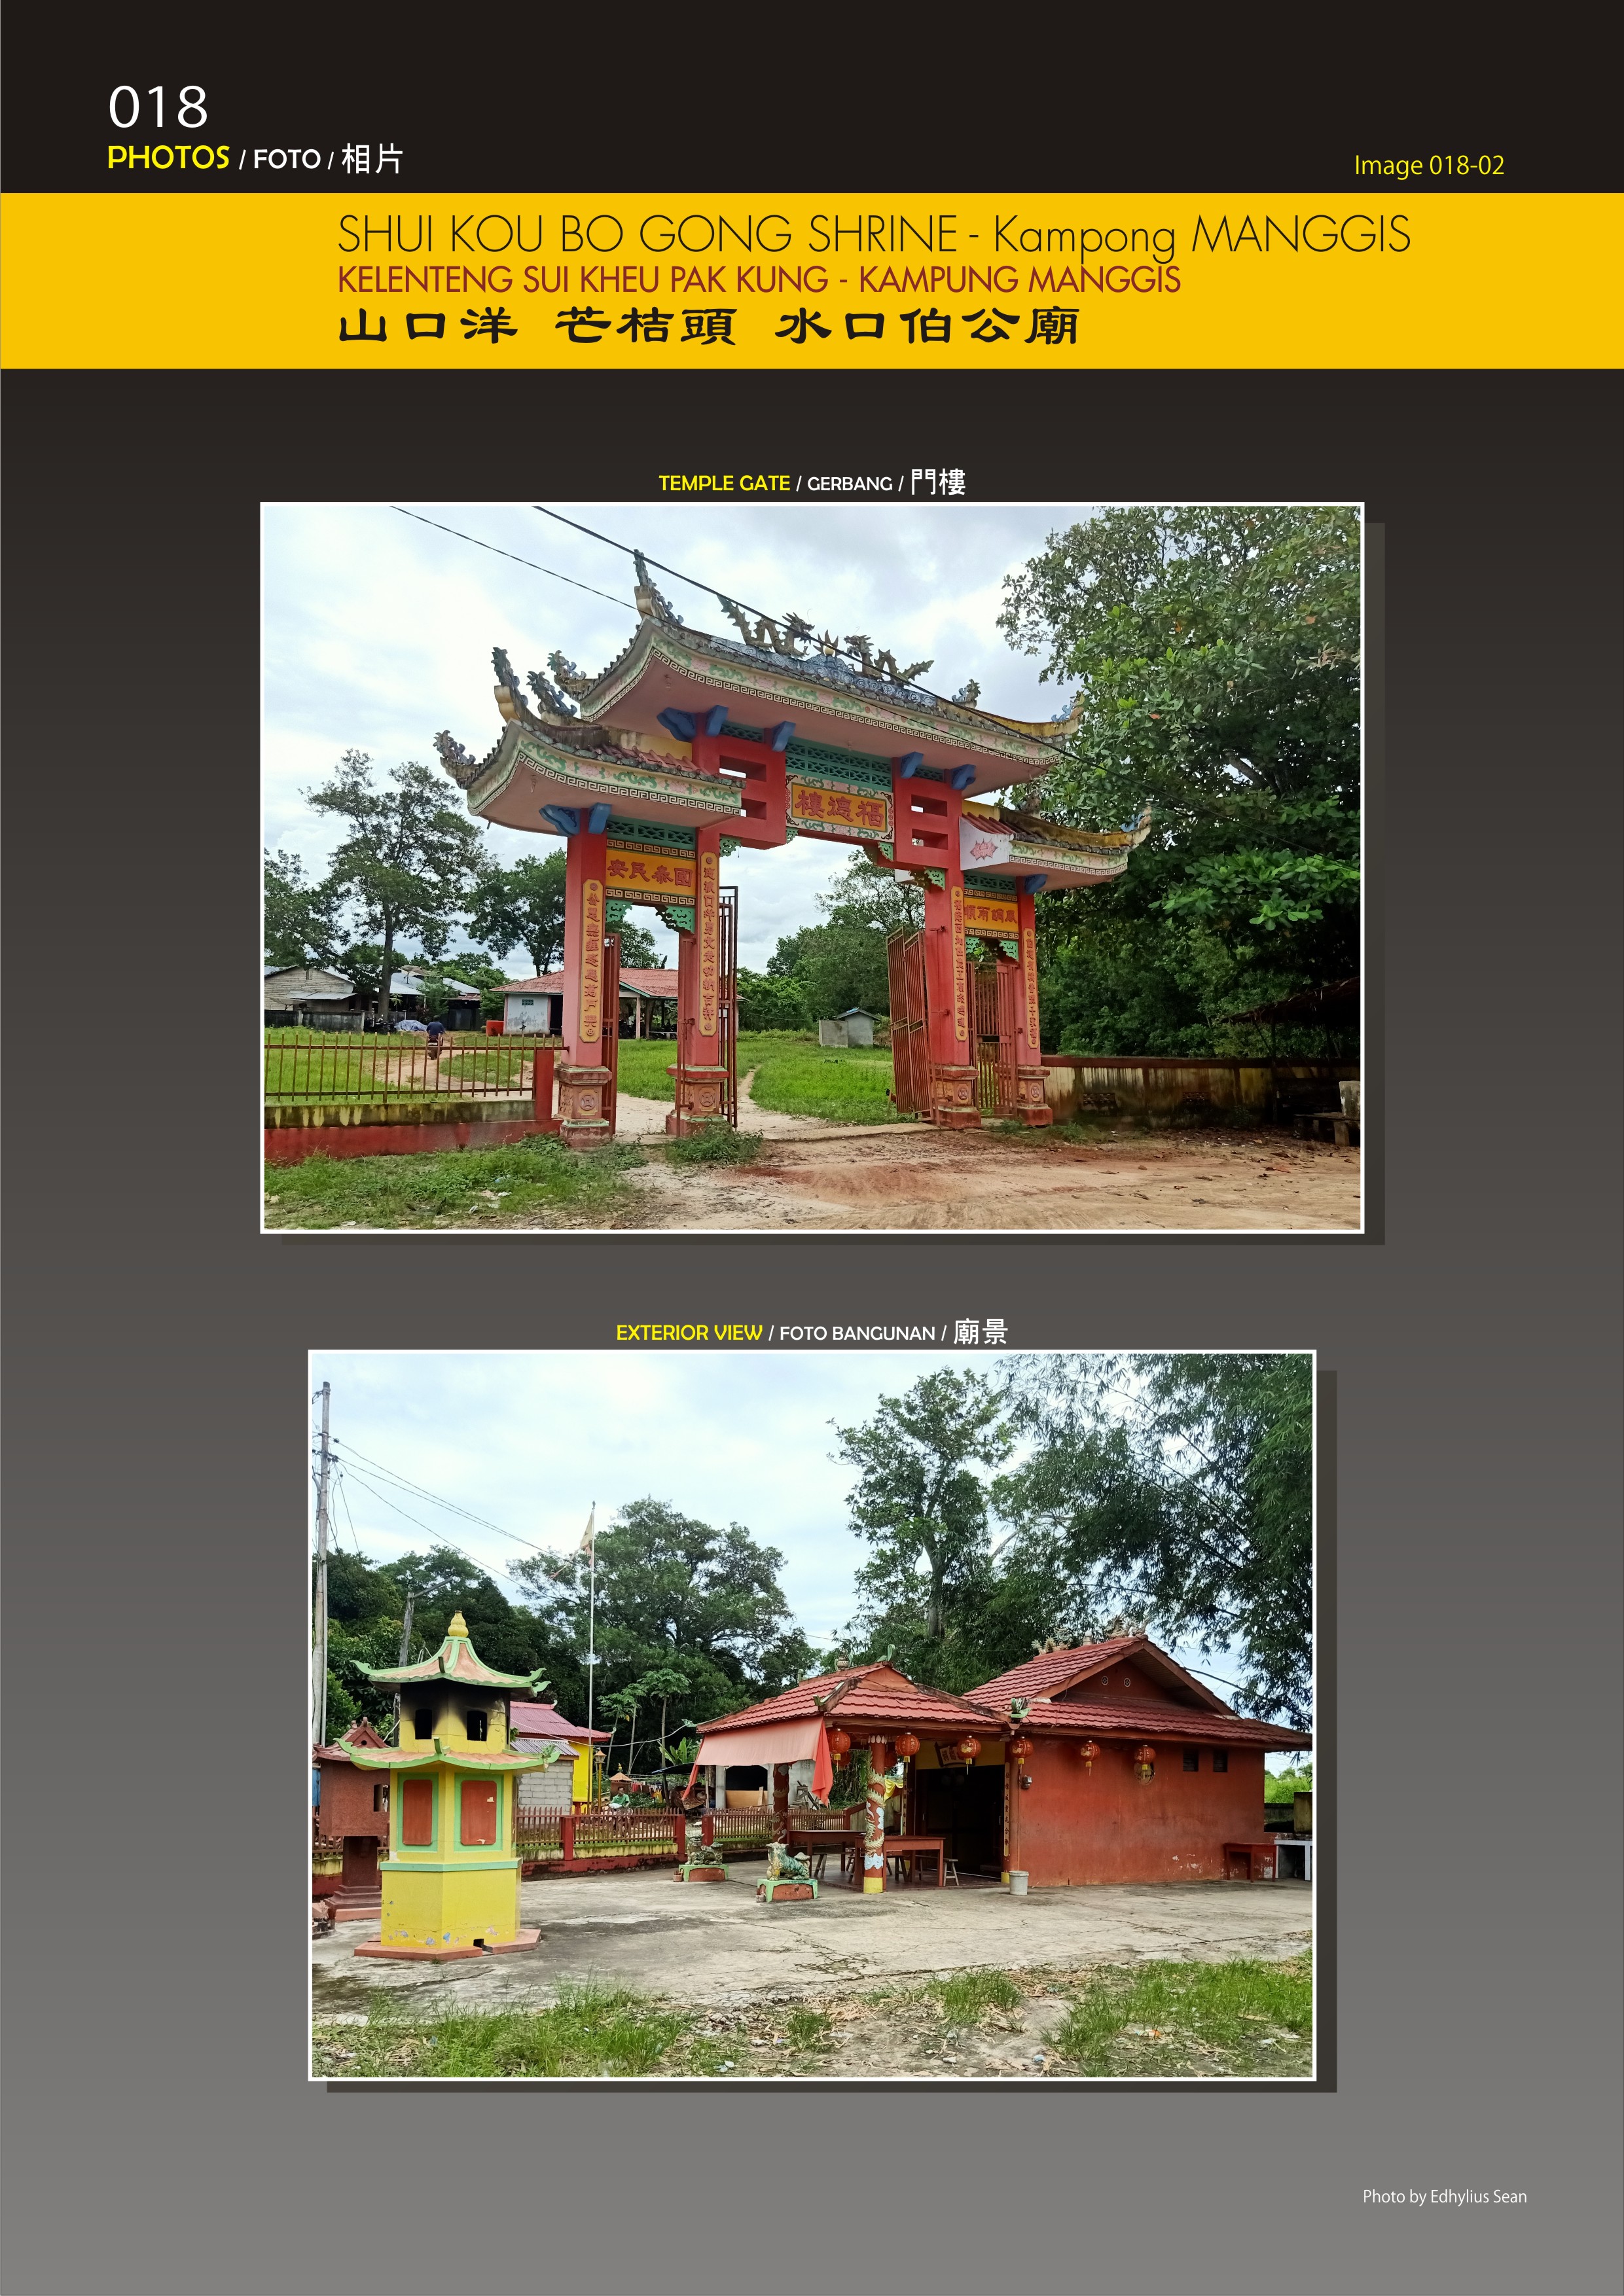 018
PHOTOS / FOTO / 相片
Image 018-02
SHUI KOU BO GONG SHRINE - Kampong MANGGIS
KELENTENG SUI KHEU PAK KUNG - KAMPUNG MANGGIS
山口洋 芒桔頭 水口伯公廟
TEMPLE GATE / GERBANG / 門樓
福德樓
國泰民安
風調雨順
EXTERIOR VIEW / FOTO BANGUNAN / 廟景
Photo by Edhylius Sean